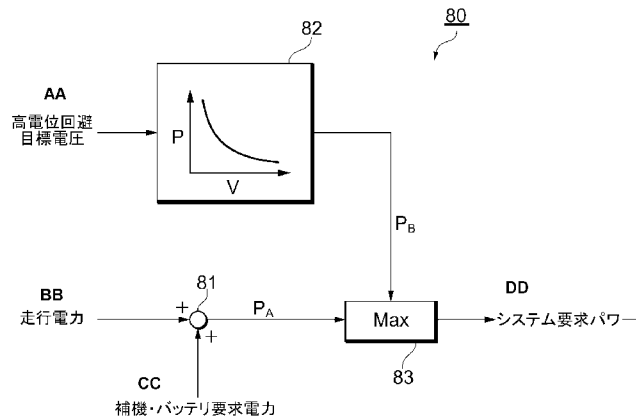 80
82
AA
高電位回避
目標電圧
P
V
P_B
BB
走行電力
+
81
+
P_A
Max
83
DD
システム要求パワー
CC
補機・バッテリ要求電力